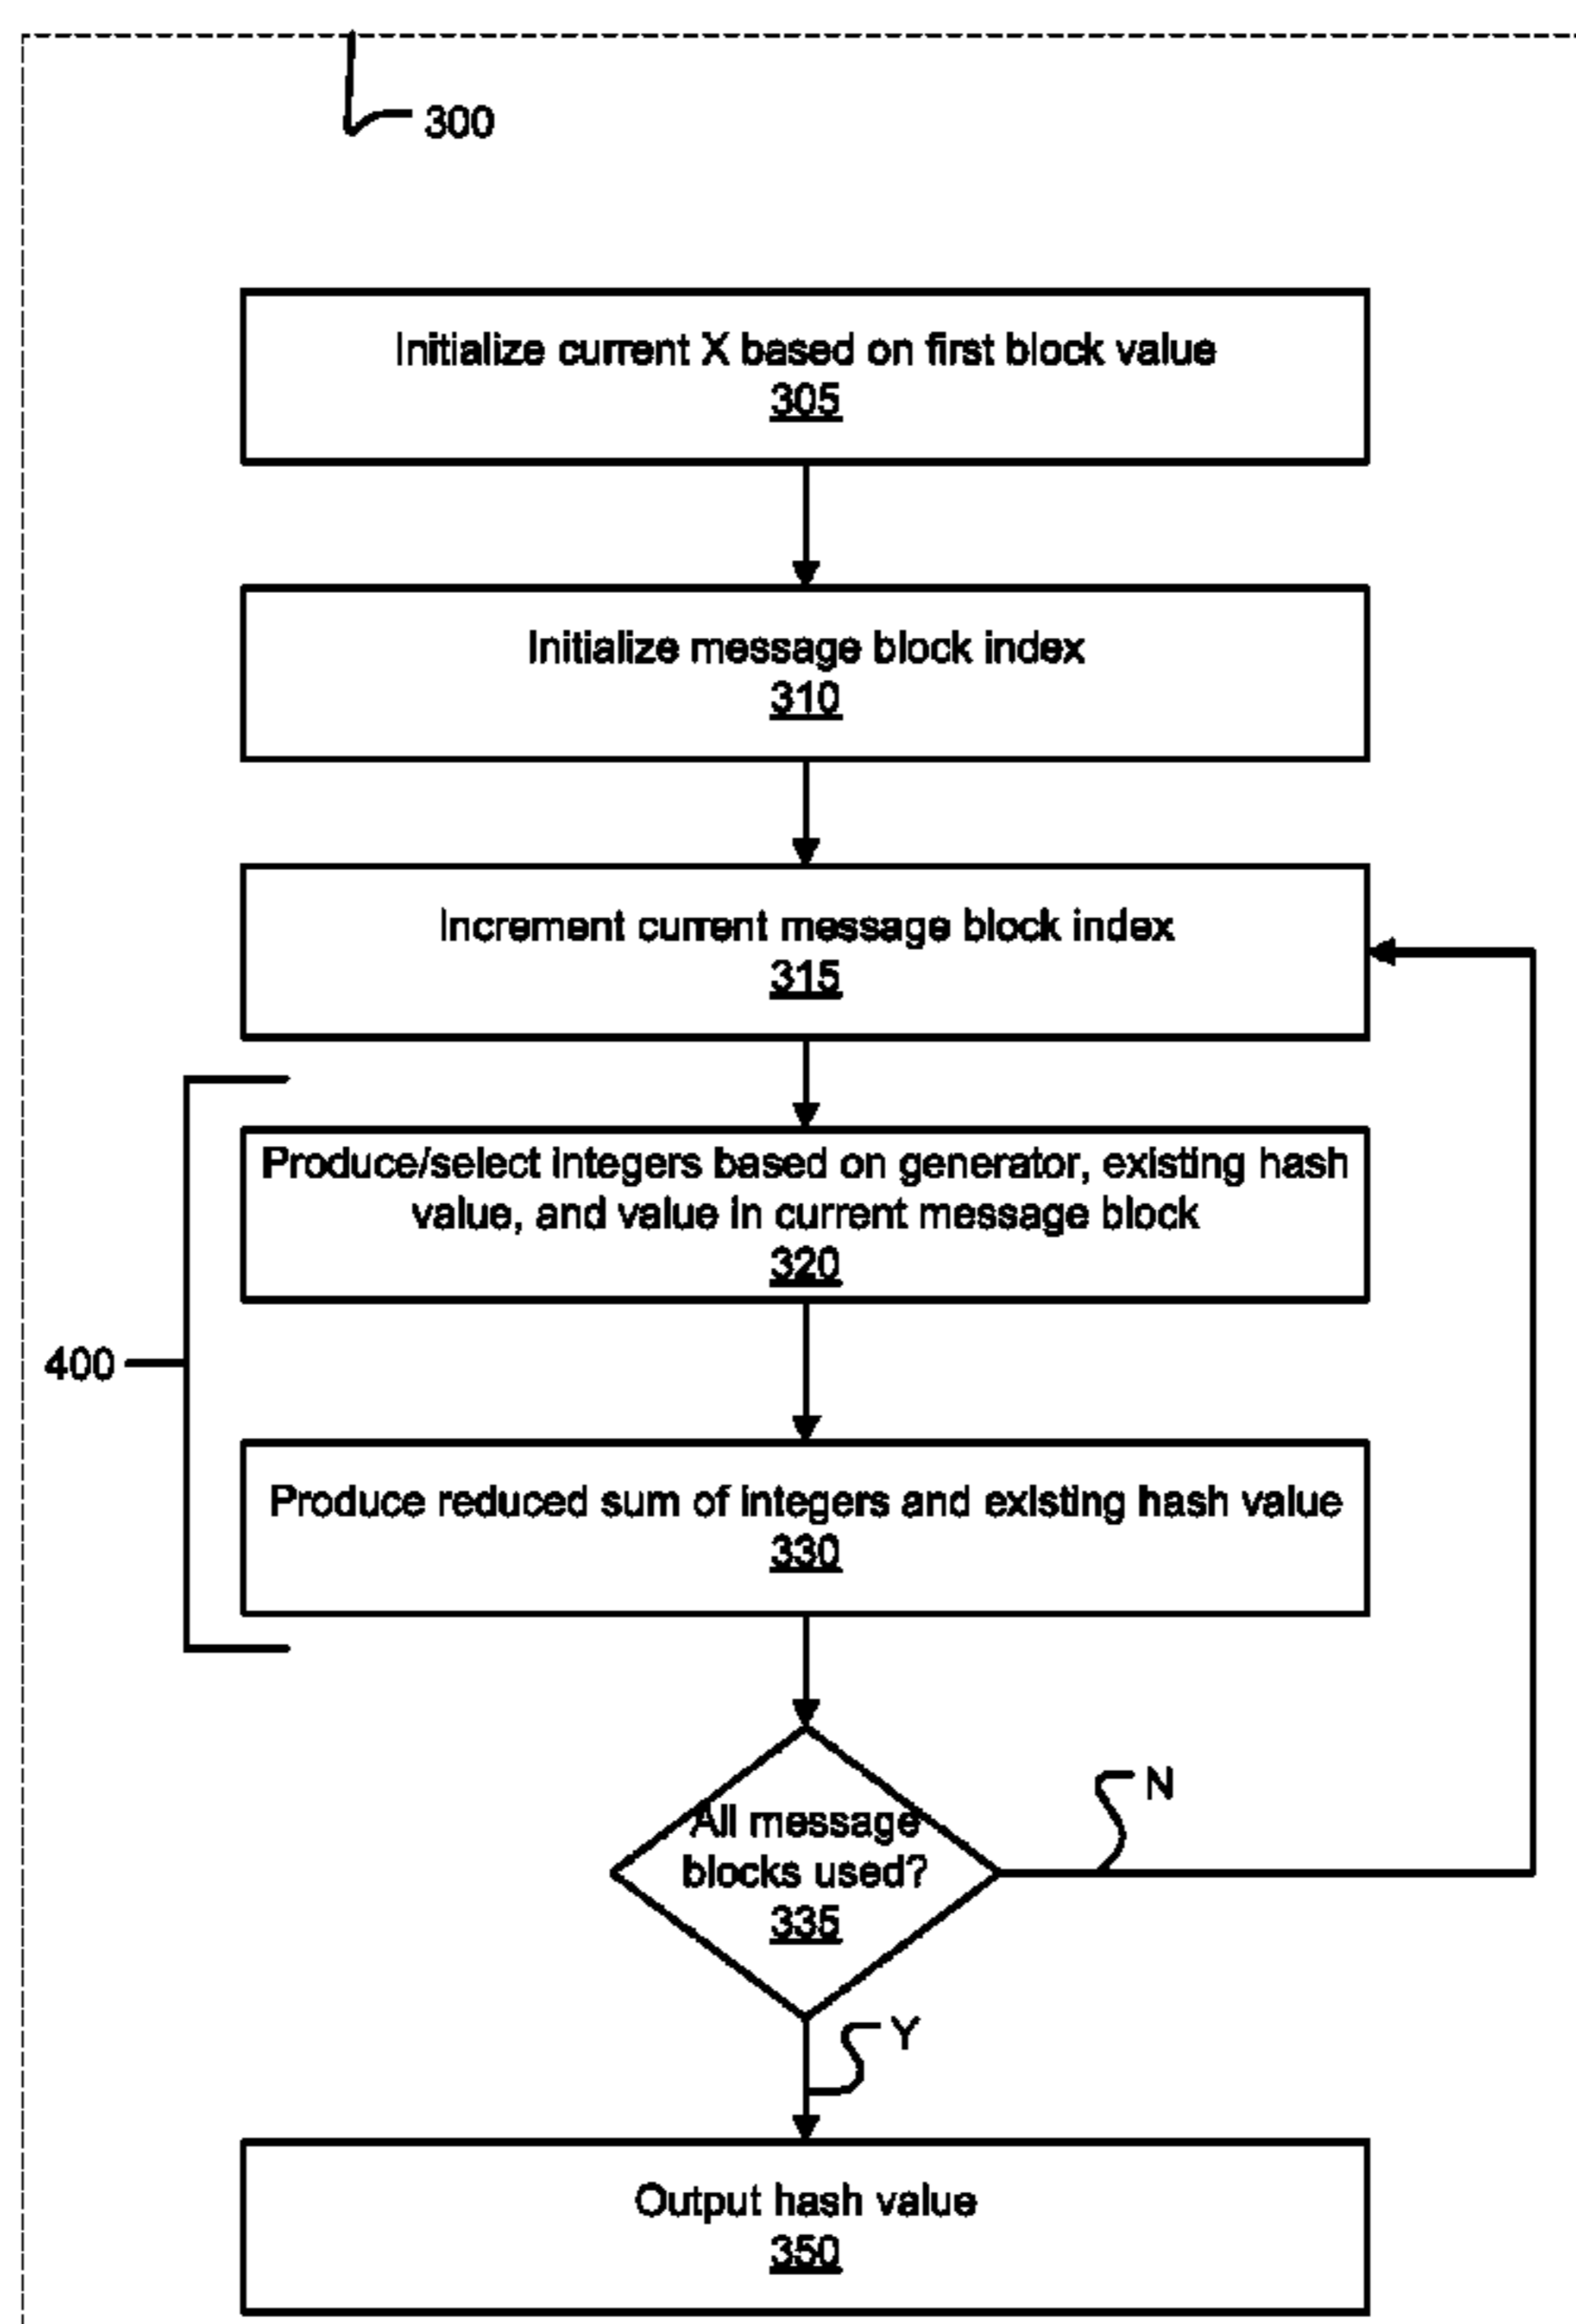 300
Initialize current X based on first block value
305
Initialize message block index
310
Increment current message block index
315
Produce/select integers based on generator, existing hash
value, and value in current message block
320
400
Produce reduced sum of integers and existing hash value
330
All message
blocks used?
335
N
Y
Output hash value
350